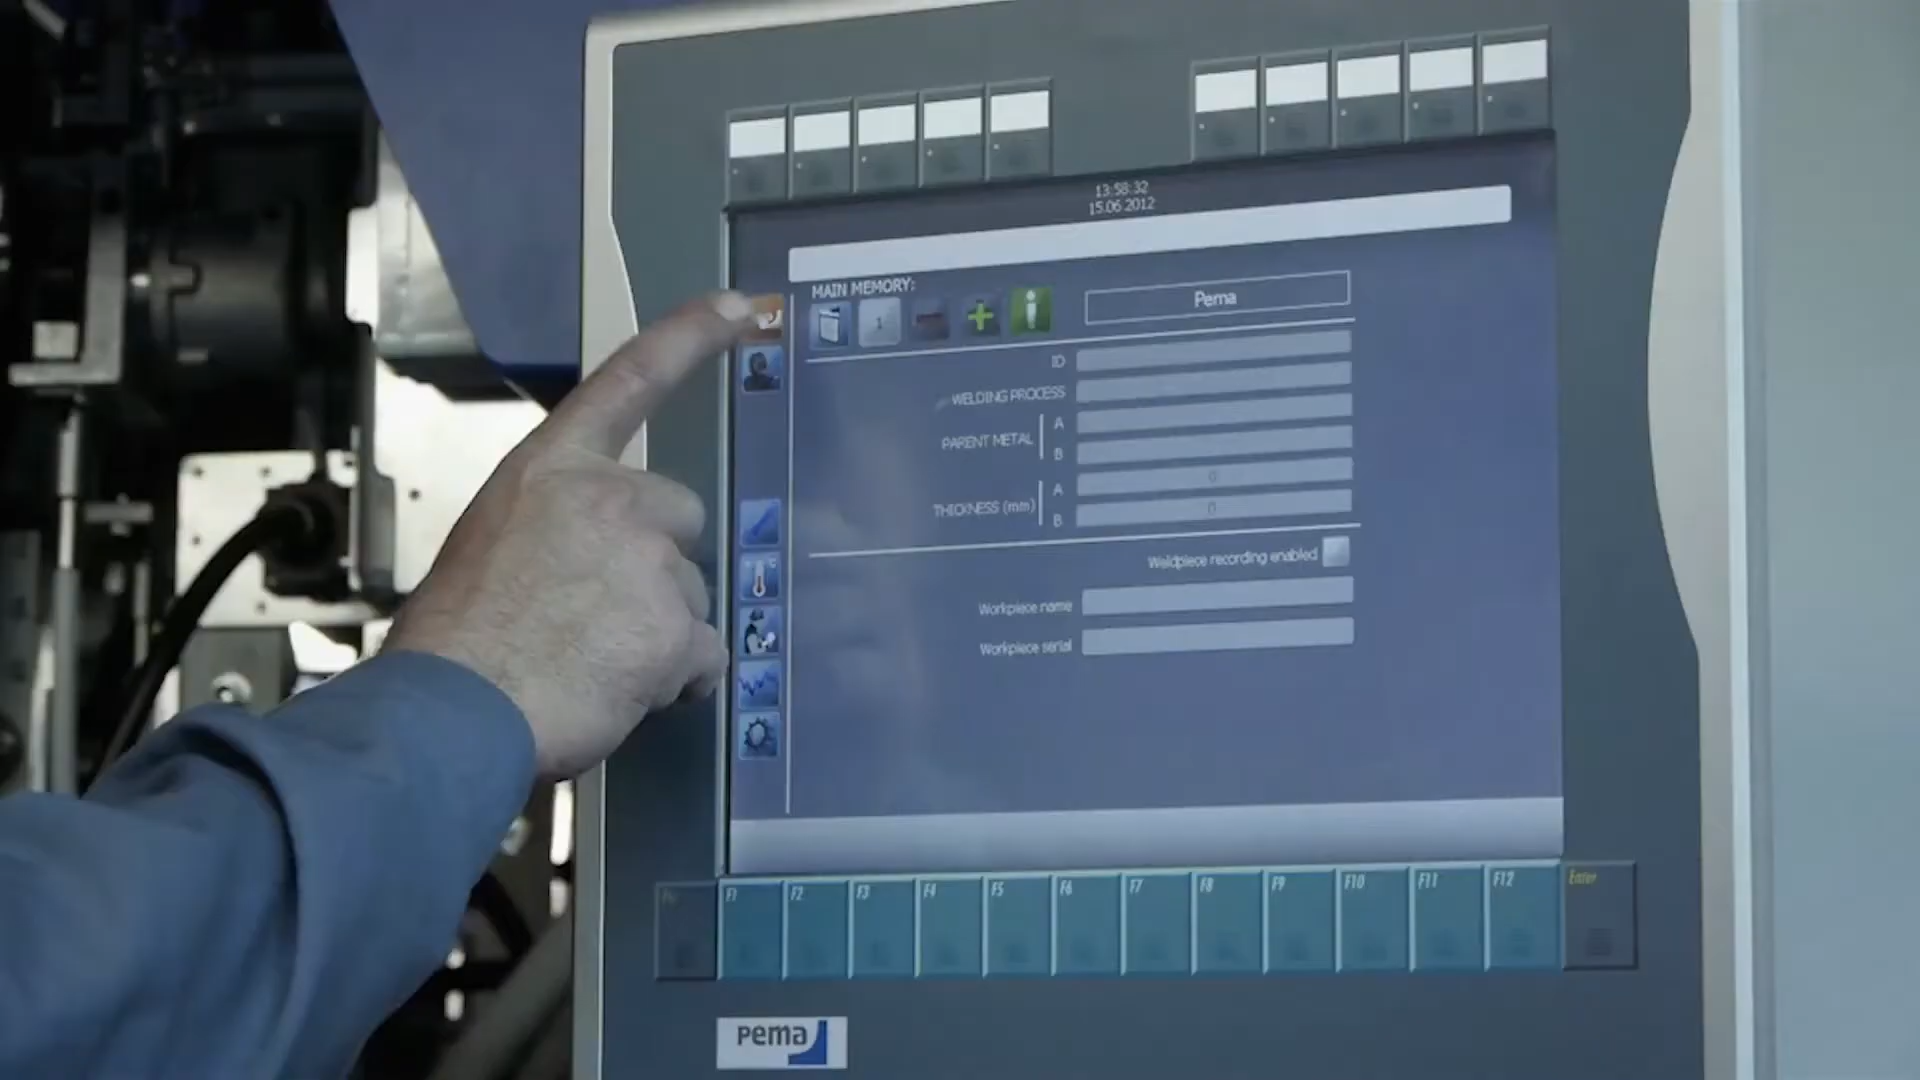 13:58:32
15.06.2012
MAIN MEMORY:
1
Pema
ID
WELDING PROCESS
PARENT METAL
A
B
THICKNESS (mm)
A
0
B
0
Weldpiece recording enabled
Workpiece name
Workpiece serial
F1 F2 F3 F4 F5 F6 F7 F8 F9 F10 F11 F12 Enter
PEMA